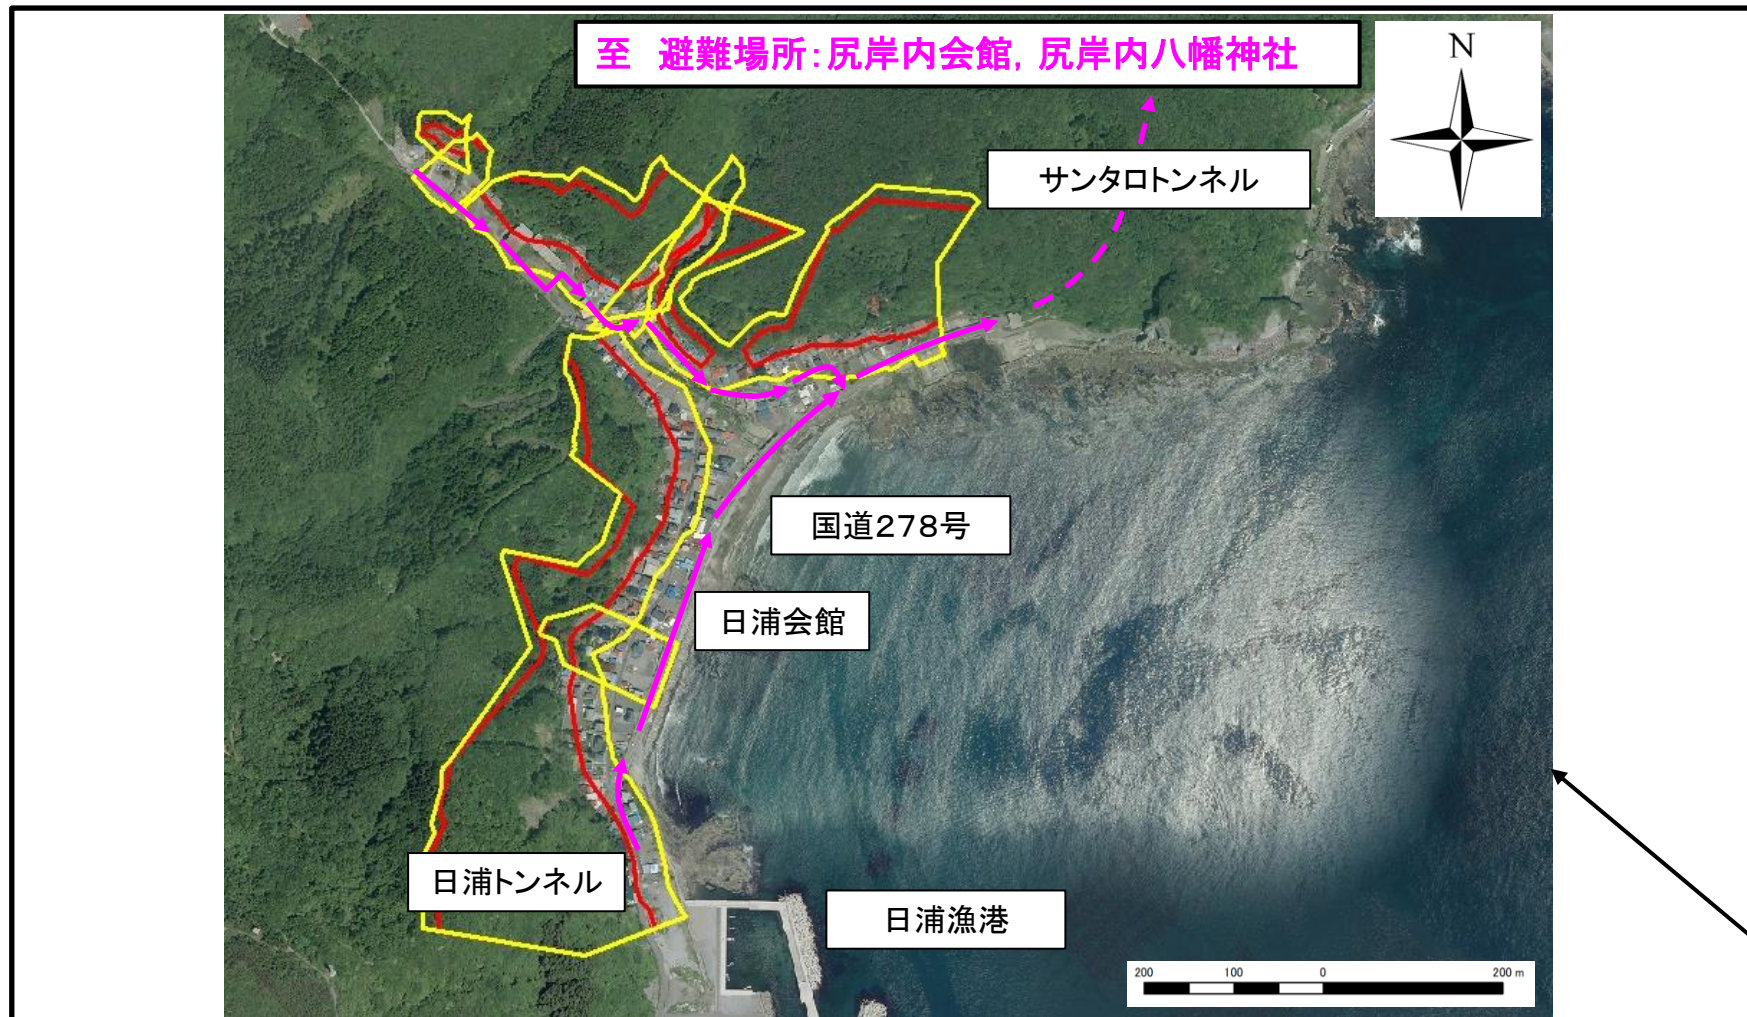 至　避難場所：尻岸内会館，尻岸内八幡神社
N
サンタロトンネル
国道278号
日浦会館
日浦トンネル
日浦漁港
200 100 0 200 m